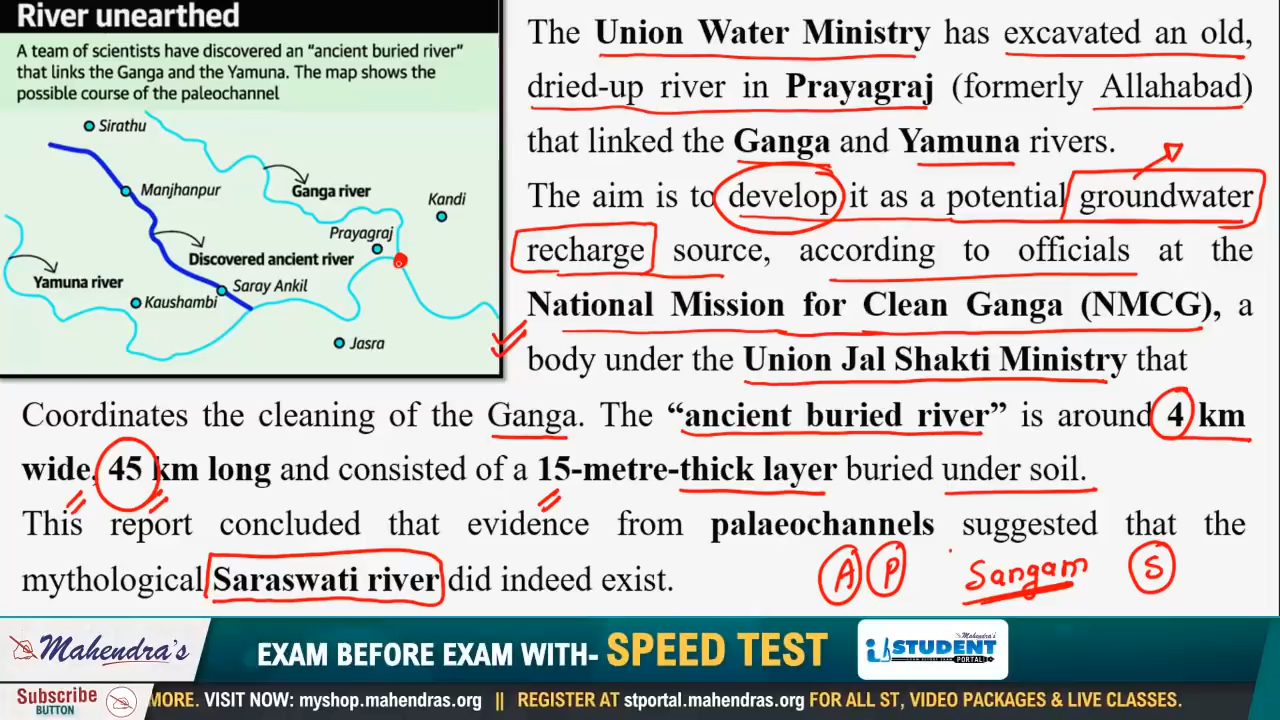 River unearthed
A team of scientists have discovered an “ancient buried river”
that links the Ganga and the Yamuna. The map shows the
possible course of the paleochannel
Sirathu
Manjhanpur
Ganga river
Kandi
Prayagraj
Discovered ancient river
Yamuna river
Saray Ankil
Kaushambi
Jasra
The Union Water Ministry has excavated an old,
dried-up river in Prayagraj (formerly Allahabad)
that linked the Ganga and Yamuna rivers.
The aim is to develop it as a potential groundwater
recharge source, according to officials at the
National Mission for Clean Ganga (NMCG), a
body under the Union Jal Shakti Ministry that
Coordinates the cleaning of the Ganga. The “ancient buried river” is around 4 km
wide, 45 km long and consisted of a 15-metre-thick layer buried under soil.
This report concluded that evidence from palaeochannels suggested that the
mythological Saraswati river did indeed exist.
A P Sangam S
Mahendra's
EXAM BEFORE EXAM WITH- SPEED TEST
The Mahendra's
STUDENT
PORTAL
Subscribe
BUTTON
MORE. VISIT NOW: myshop.mahendras.org || REGISTER AT stportal.mahendras.org FOR ALL ST, VIDEO PACKAGES & LIVE CLASSES.